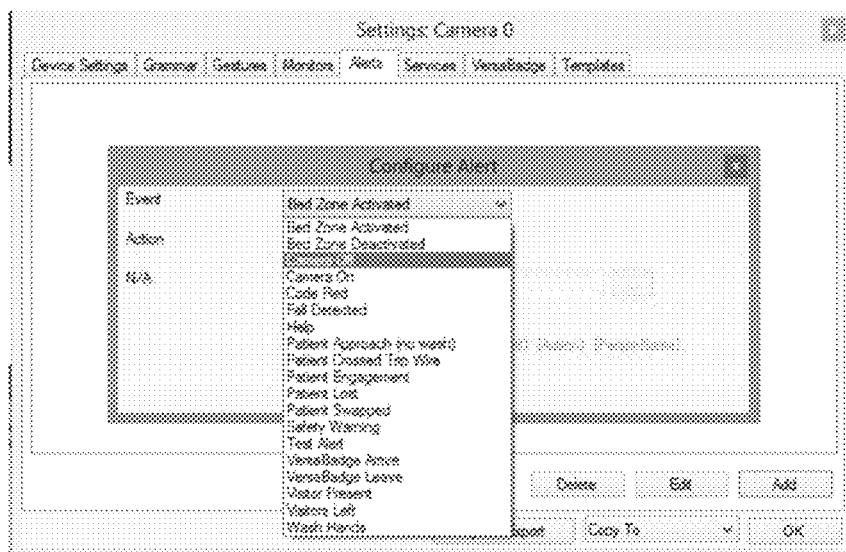 Settings: Camera 0
Device Settings Grammar Gestures Monitors Alerts Services VersaBadge Templates
Configure Alert
Event
Bed Zone Activated
Bed Zone Activated
Action
Bed Zone Deactivated
N/A
Camera On
Code Red
Fall Detected
Help
Patient Approach (no wash)
Patient Crossed Trip Wire
Patient Engagement
Patient Lost
Patient Swapped
Safety Warning
Test Alert
VersaBadge Arrive
VersaBadge Leave
Visitor Present
Visitors Left
Wash Hands
Delete Edit Add
Copy To OK